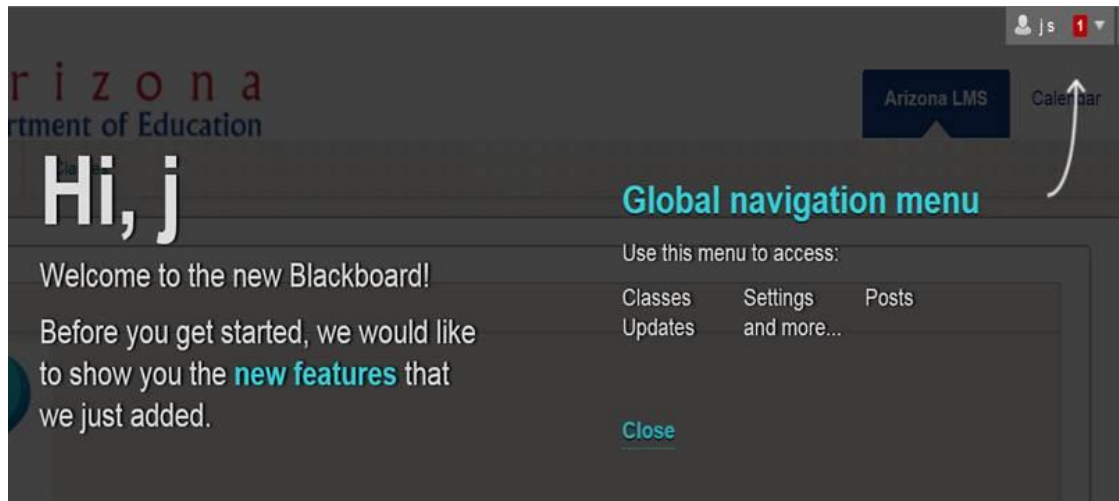 j s 1
r i z o n a
rtment of Education
Arizona LMS Calendar
Hi, j
Welcome to the new Blackboard!
Before you get started, we would like
to show you the new features that
we just added.
Global navigation menu
Use this menu to access:
Classes Settings Posts
Updates and more...
Close